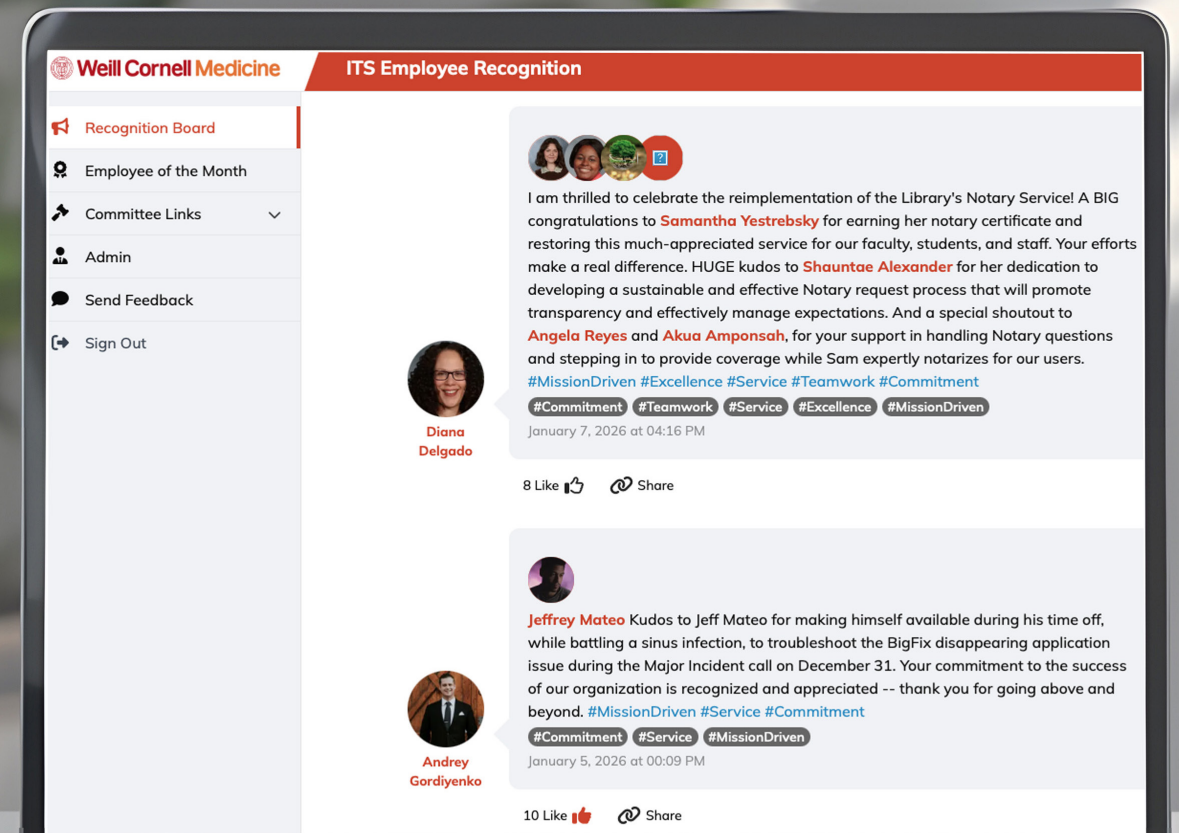 Weill Cornell Medicine
ITS Employee Recognition
Recognition Board
Employee of the Month
Committee Links
Admin
Send Feedback
Sign Out
I am thrilled to celebrate the reimplementation of the Library's Notary Service! A BIG
congratulations to Samantha Yestrebsky for earning her notary certificate and
restoring this much-appreciated service for our faculty, students, and staff. Your efforts
make a real difference. HUGE kudos to Shauntae Alexander for her dedication to
developing a sustainable and effective Notary request process that will promote
transparency and effectively manage expectations. And a special shoutout to
Angela Reyes and Akua Amponsah, for your support in handling Notary questions
and stepping in to provide coverage while Sam expertly notarizes for our users.
#MissionDriven #Excellence #Service #Teamwork #Commitment
#Commitment #Teamwork #Service #Excellence #MissionDriven
January 7, 2026 at 04:16 PM
Diana
Delgado
8 Like Share
Jeffrey Mateo Kudos to Jeff Mateo for making himself available during his time off,
while battling a sinus infection, to troubleshoot the BigFix disappearing application
issue during the Major Incident call on December 31. Your commitment to the success
of our organization is recognized and appreciated -- thank you for going above and
beyond. #MissionDriven #Service #Commitment
#Commitment #Service #MissionDriven
January 5, 2026 at 00:09 PM
Andrey
Gordiyenko
10 Like Share